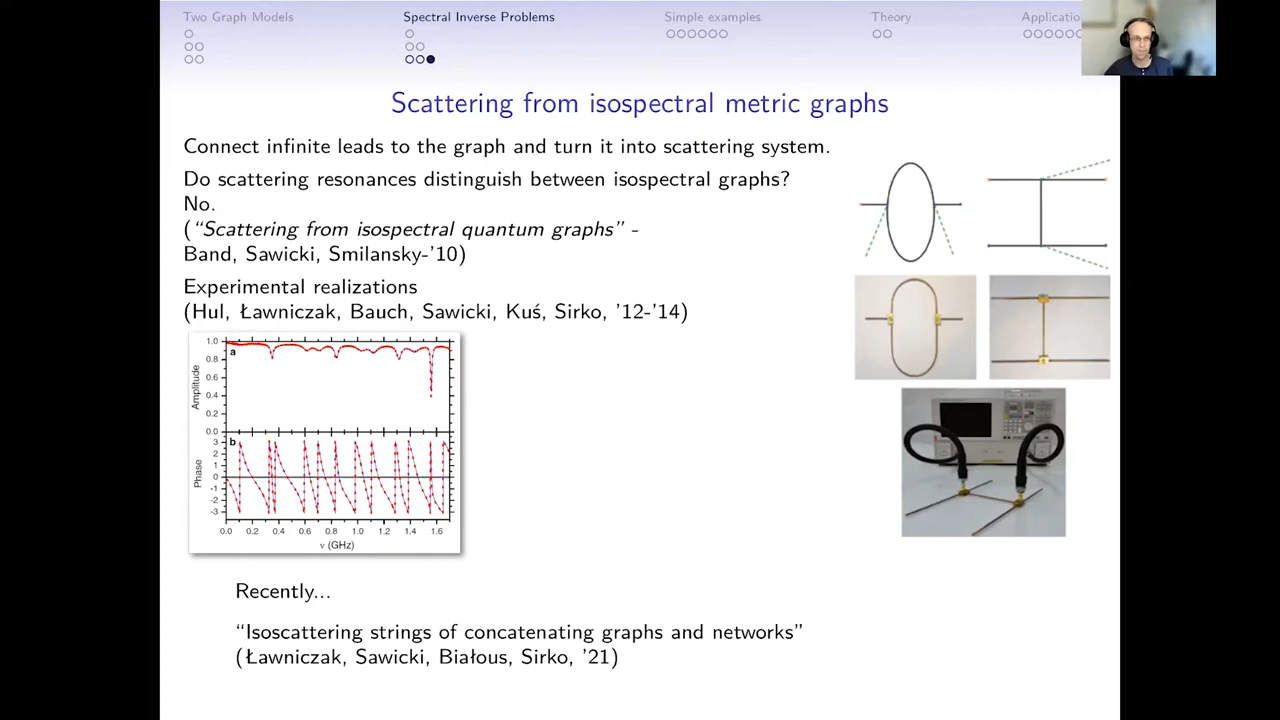 Two Graph Models
Spectral Inverse Problems
Simple examples
Theory
Applicatio
Scattering from isospectral metric graphs
Connect infinite leads to the graph and turn it into scattering system.
Do scattering resonances distinguish between isospectral graphs?
No.
(“Scattering from isospectral quantum graphs” -
Band, Sawicki, Smilansky-’10)
Experimental realizations
(Hul, Ławniczak, Bauch, Sawicki, Kuś, Sirko, ’12-’14)
1.0
a
0.8
0.6
0.4
0.2
0.0
Amplitude
b
3
2
1
0
-1
-2
-3
Phase
0.0 0.2 0.4 0.6 0.8 1.0 1.2 1.4 1.6
ν (GHz)
Recently...
“Isoscattering strings of concatenating graphs and networks”
(Ławniczak, Sawicki, Białous, Sirko, ’21)